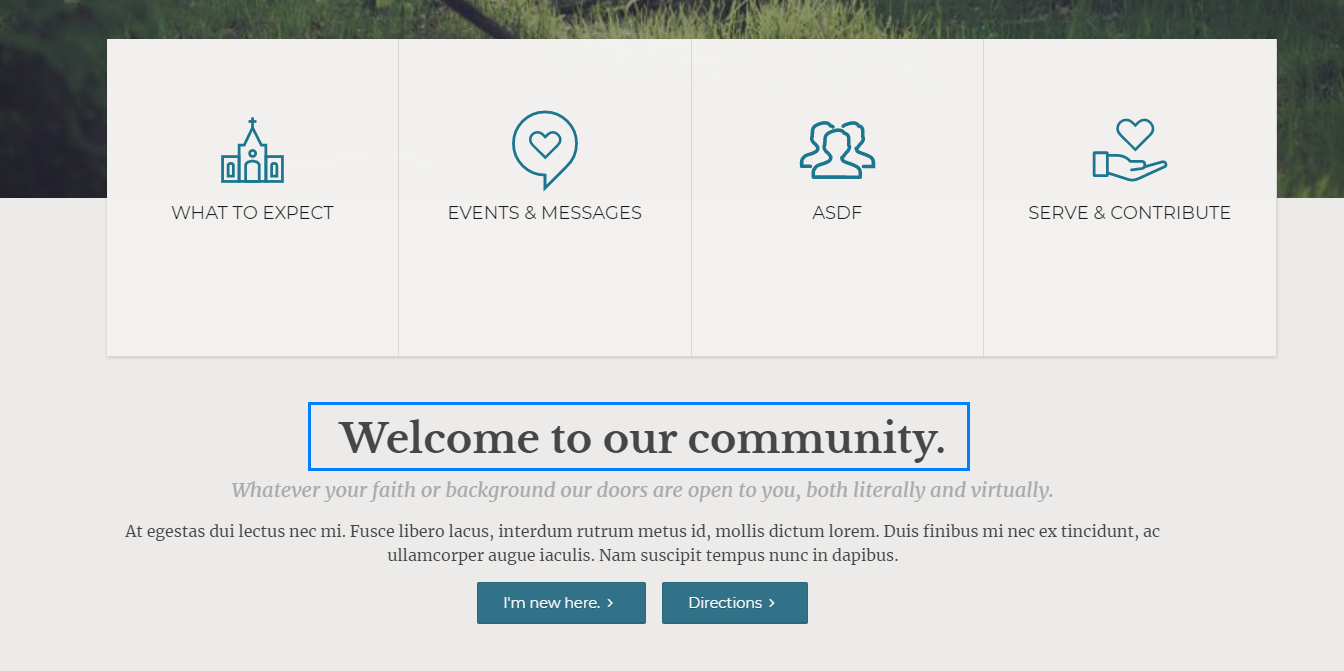 WHAT TO EXPECT
EVENTS & MESSAGES
ASDF
SERVE & CONTRIBUTE
Welcome to our community.
Whatever your faith or background our doors are open to you, both literally and virtually.
At egestas dui lectus nec mi. Fusce libero lacus, interdum rutrum metus id, mollis dictum lorem. Duis finibus mi nec ex tincidunt, ac
ullamcorper augue iaculis. Nam suscipit tempus nunc in dapibus.
I'm new here. ›
Directions ›